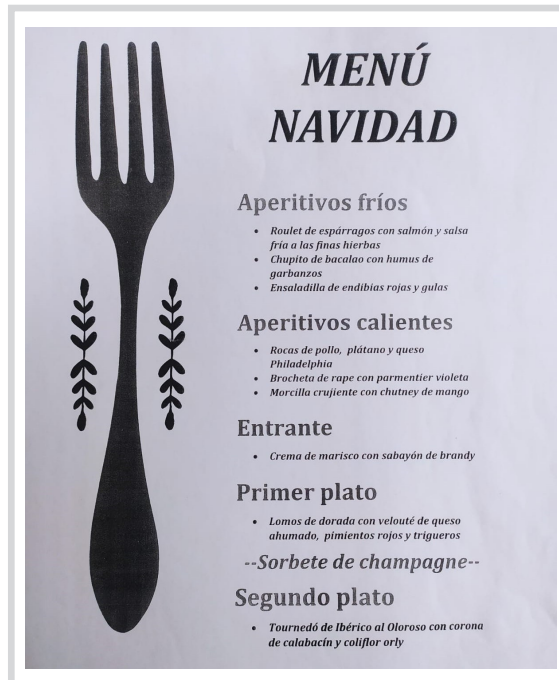 MENÚ
NAVIDAD
Aperitivos fríos
• Roulet de espárragos con salmón y salsa
fría a las finas hierbas
• Chupito de bacalao con humus de
garbanzos
• Ensaladilla de endibias rojas y gulas
Aperitivos calientes
• Rocas de pollo, plátano y queso
Philadelphia
• Brocheta de rape con parmentier violeta
• Morcilla crujiente con chutney de mango
Entrante
• Crema de marisco con sabayón de brandy
Primer plato
• Lomos de dorada con velouté de queso
ahumado, pimientos rojos y trigueros
--Sorbete de champagne--
Segundo plato
• Tournedó de Ibérico al Oloroso con corona
de calabacín y coliflor orly